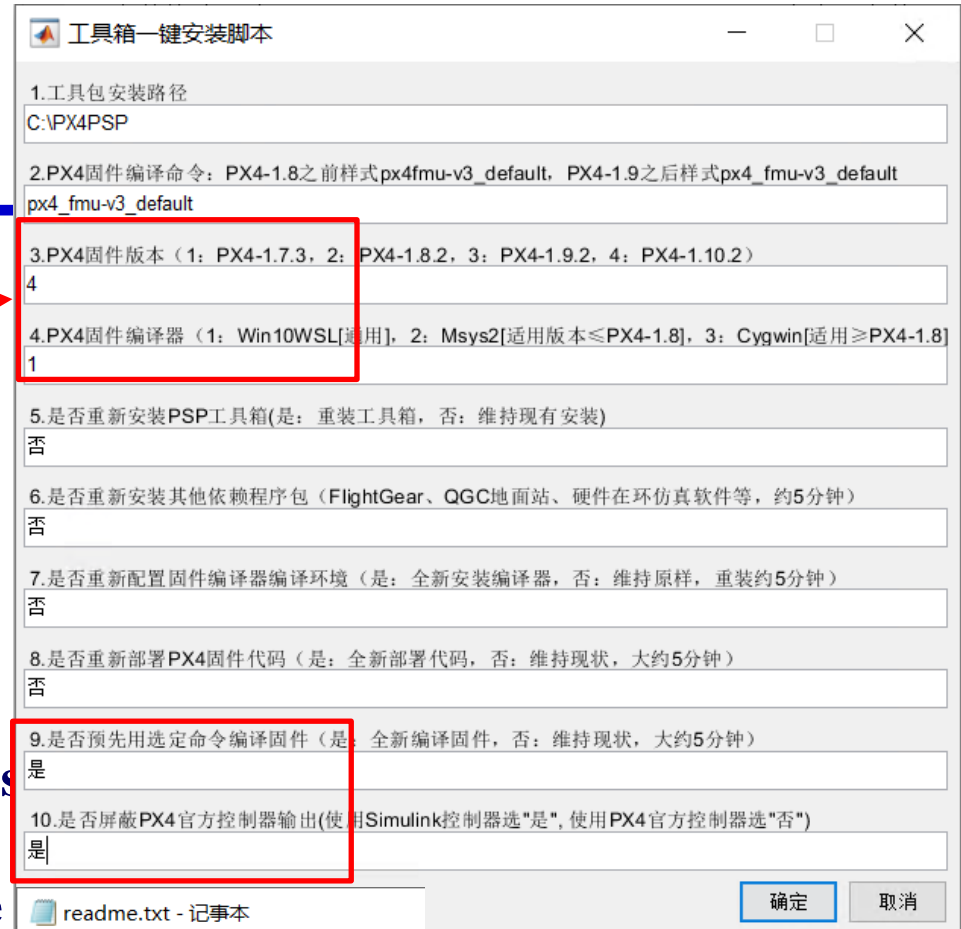 工具箱一键安装脚本
1.工具包安装路径
C:\PX4PSP
2.PX4固件编译命令：PX4-1.8之前样式px4fmu-v3_default，PX4-1.9之后样式px4_fmu-v3_default
px4_fmu-v3_default
3.PX4固件版本（1：PX4-1.7.3，2：PX4-1.8.2，3：PX4-1.9.2，4：PX4-1.10.2）
4
4.PX4固件编译器（1：Win10WSL[通用]，2：Msys2[适用版本≤PX4-1.8]，3：Cygwin[适用≥PX4-1.8]
1
5.是否重新安装PSP工具箱(是：重装工具箱，否：维持现有安装)
否
6.是否重新安装其他依赖程序包（FlightGear、QGC地面站、硬件在环仿真软件等，约5分钟）
否
7.是否重新配置固件编译器编译环境（是：全新安装编译器，否：维持原样，重装约5分钟）
否
8.是否重新部署PX4固件代码（是：全新部署代码，否：维持现状，大约5分钟）
否
9.是否预先用选定命令编译固件（是：全新编译固件，否：维持现状，大约5分钟）
是
s
10.是否屏蔽PX4官方控制器输出(使用Simulink控制器选"是",使用PX4官方控制器选"否")
是
确定 取消
e
readme.txt - 记事本